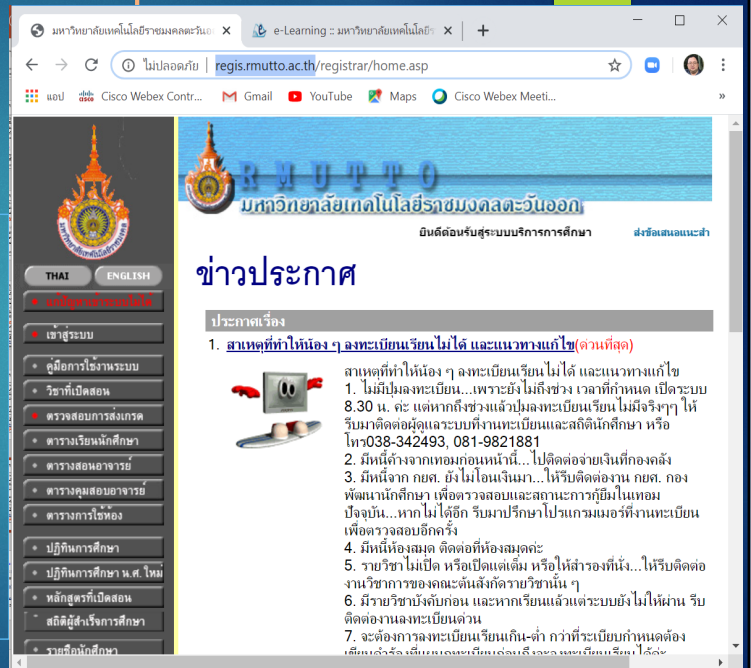 มหาวิทยาลัยเทคโนโลยีราชมงคลตะวันอ
e-Learning :: มหาวิทยาลัยเทคโนโลยีร
ไม่ปลอดภัย | regis.rmutto.ac.th/registrar/home.asp
แอป Cisco Webex Contr... Gmail YouTube Maps Cisco Webex Meeti... »
RMUTTO
มหาวิทยาลัยเทคโนโลยีราชมงคลตะวันออก
ยินดีต้อนรับสู่ระบบบริการการศึกษา ส่งข้อเสนอแนะสำ
THAI ENGLISH
เข้าสู่ระบบ
คู่มือการใช้งานระบบ
วิชาที่เปิดสอน
ตรวจสอบการส่งเกรด
ตารางเรียนนักศึกษา
ตารางสอนอาจารย์
ตารางคุมสอบอาจารย์
ตารางการใช้ห้อง
ปฏิทินการศึกษา
ปฏิทินการศึกษา น.ศ. ใหม่
หลักสูตรที่เปิดสอน
สถิติผู้สำเร็จการศึกษา
รายชื่อนักศึกษา
ข่าวประกาศ
ประกาศเรื่อง
1. สาเหตุที่ทำให้น้อง ๆ ลงทะเบียนเรียนไม่ได้ และแนวทางแก้ไข(ด่วนที่สุด)
สาเหตุที่ทำให้น้อง ๆ ลงทะเบียนเรียนไม่ได้ และแนวทางแก้ไข
1. ไม่มีปุ่มลงทะเบียน...เพราะยังไม่ถึงช่วง เวลาที่กำหนด เปิดระบบ
8.30 น. ค่ะ แต่หากถึงช่วงแล้วปุ่มลงทะเบียนเรียนไม่มีจริงๆๆ ให้
รีบมาติดต่อผู้ดูแลระบบที่งานทะเบียนและสถิตินักศึกษา หรือ
โทร038-342493, 081-9821881
2. มีหนี้ค้างจากเทอมก่อนหน้านี้...ไปติดต่อจ่ายเงินที่กองคลัง
3. มีหนี้จาก กยศ. ยังไม่โอนเงินมา...ให้รีบติดต่องาน กยศ. กอง
พัฒนานักศึกษา เพื่อตรวจสอบและสถานะการกู้ยืมในเทอม
ปัจจุบัน...หากไม่ได้อีก รีบมาปรึกษาโปรแกรมเมอร์ที่งานทะเบียน
เพื่อตรวจสอบอีกครั้ง
4. มีหนี้ห้องสมุด ติดต่อที่ห้องสมุดค่ะ
5. รายวิชาไม่เปิด หรือเปิดแต่เต็ม หรือให้สำรองที่นั่ง...ให้รีบติดต่อ
งานวิชาการของคณะต้นสังกัดรายวิชานั้น ๆ
6. มีรายวิชาบังคับก่อน และหากเรียนแล้วแต่ระบบยังไม่ให้ผ่าน รีบ
ติดต่องานลงทะเบียนด่วน
7. จะต้องการลงทะเบียนเรียนเกิน-ต่ำ กว่าที่ระเบียบกำหนดต้อง